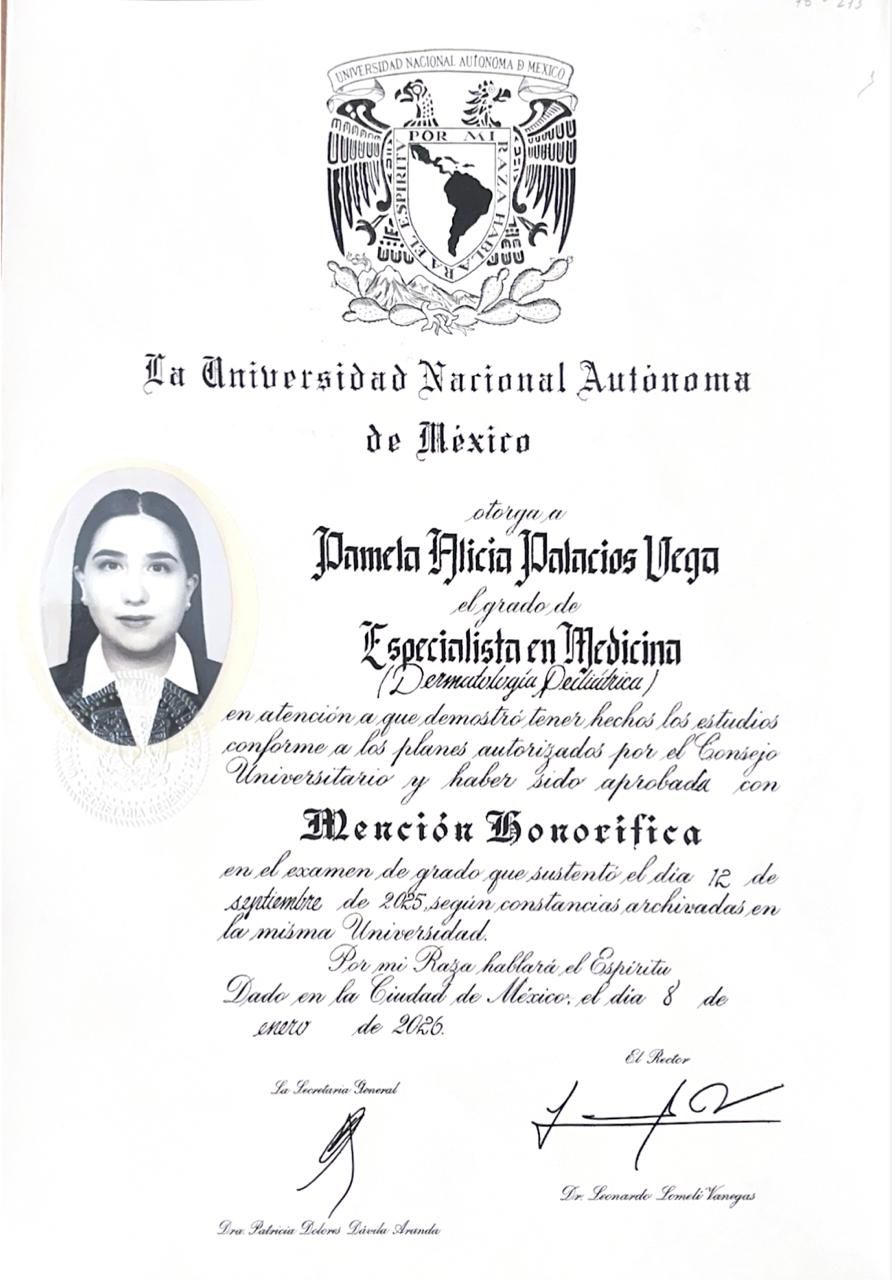 UNIVERSIDAD NACIONAL AUTÓNOMA D MEXICO
POR MI RAZA HABLARA EL ESPIRITU
La Universidad Nacional Autónoma
de México
otorga a
Pamela Alicia Palacios Vega
el grado de
Especialista en Medicina
(Dermatología Pediátrica)
en atención a que demostró tener hechos los estudios
conforme a los planes autorizados por el Consejo
Universitario y haber sido aprobada con
Mención Honorífica
en el examen de grado que sustentó el día 12 de
septiembre de 2025, según constancias archivadas en
la misma Universidad.
Por mi Raza hablará el Espíritu
Dado en la Ciudad de México, el día 8 de
enero de 2026.
El Rector
La Secretaria General
Dr. Leonardo Lomelí Vanegas
Dra. Patricia Dolores Dávila Aranda
SECRETARIA GENERAL